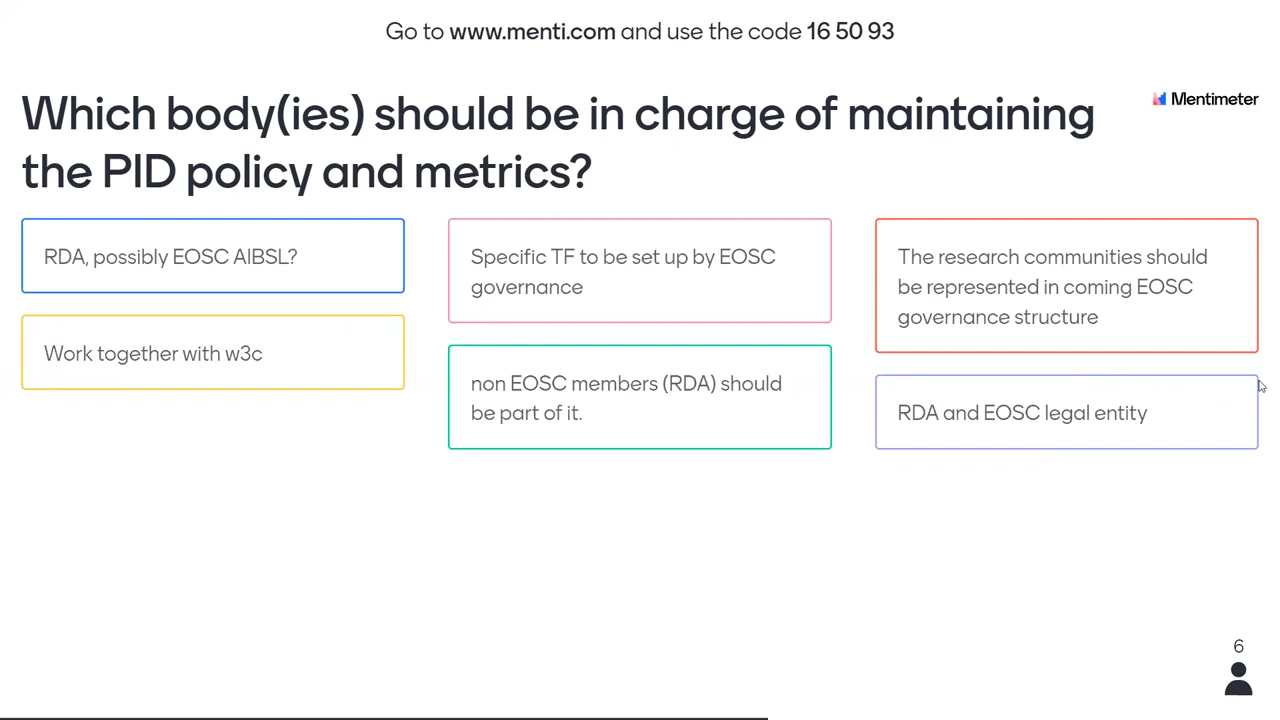 Go to www.menti.com and use the code 16 50 93
Which body(ies) should be in charge of maintaining
the PID policy and metrics?
Mentimeter
RDA, possibly EOSC AIBSL?
Work together with w3c
Specific TF to be set up by EOSC
governance
non EOSC members (RDA) should
be part of it.
The research communities should
be represented in coming EOSC
governance structure
RDA and EOSC legal entity
6